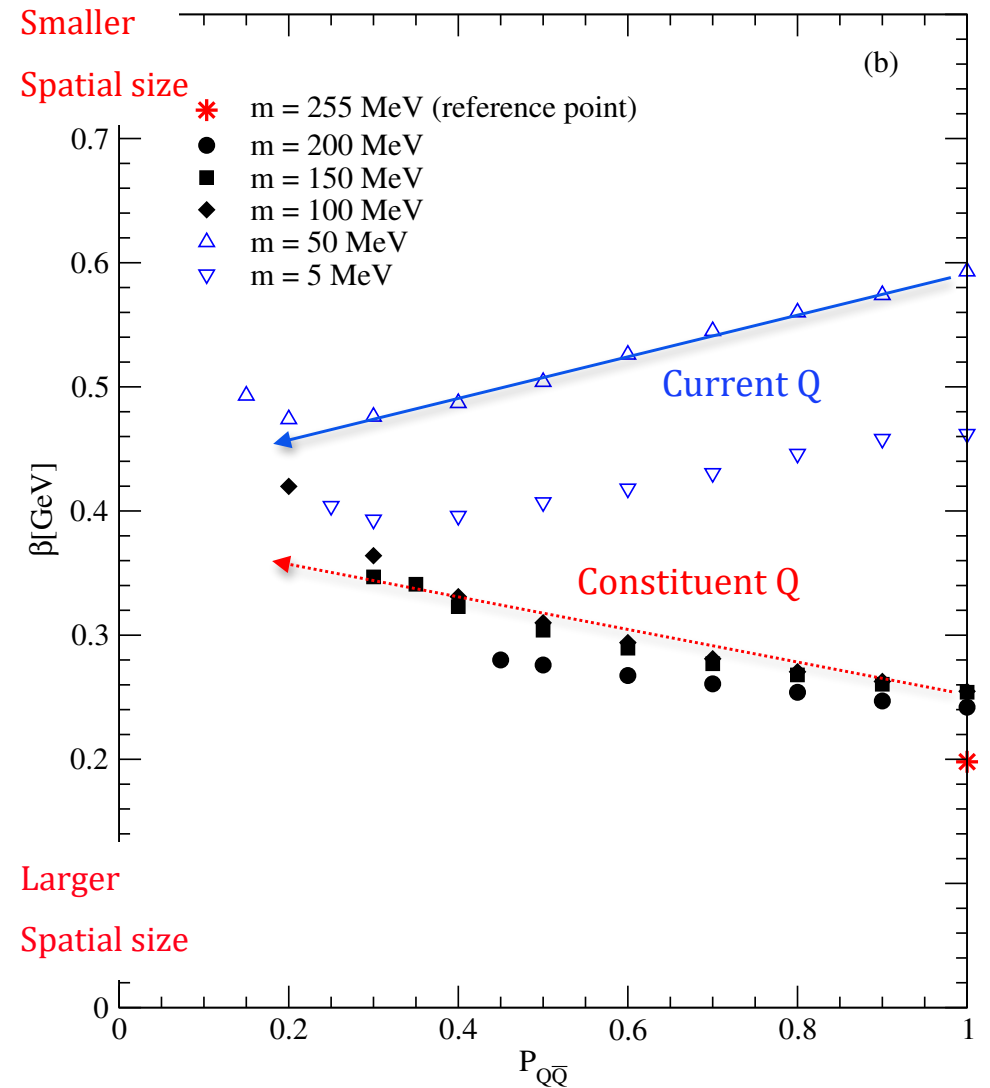 Smaller
Spatial size
(b)
m = 255 MeV (reference point)
m = 200 MeV
m = 150 MeV
m = 100 MeV
m = 50 MeV
m = 5 MeV
0.7
0.6
0.5
0.4
0.3
0.2
0
β[GeV]
Current Q
Constituent Q
Larger
Spatial size
0 0.2 0.4 0.6 0.8 1
P_QQ̅